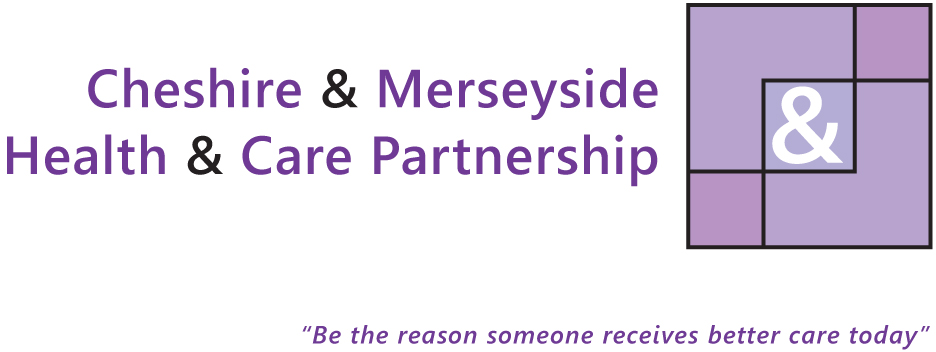 Cheshire & Merseyside
Health & Care Partnership
&
“Be the reason someone receives better care today”